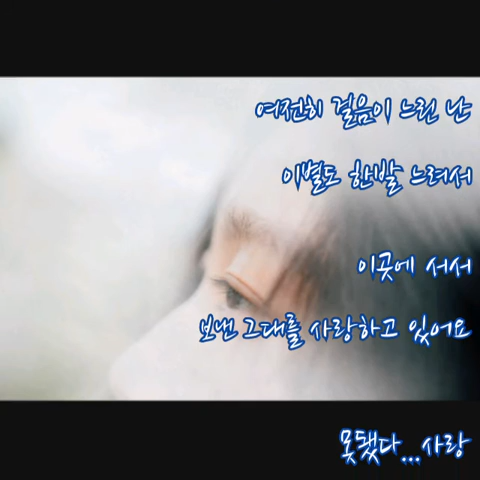 여전히 걸음이 느린 난
이별도 한발 느려서
이곳에 서서
보낸 그대를 사랑하고 있어요
못됐다...사랑